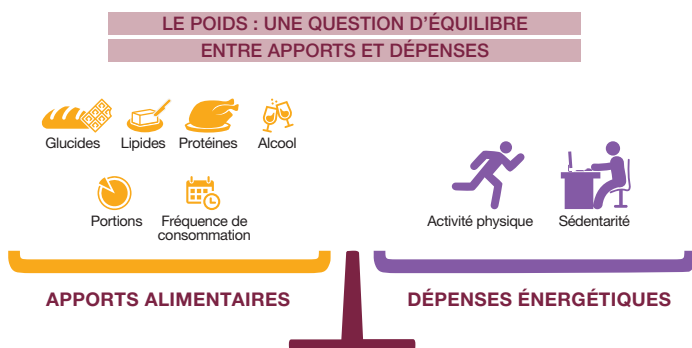 LE POIDS : UNE QUESTION D'ÉQUILIBRE
ENTRE APPORTS ET DÉPENSES
Glucides
Lipides
Protéines
Alcool
Portions
Fréquence de
consommation
Activité physique
Sédentarité
APPORTS ALIMENTAIRES
DÉPENSES ÉNERGÉTIQUES